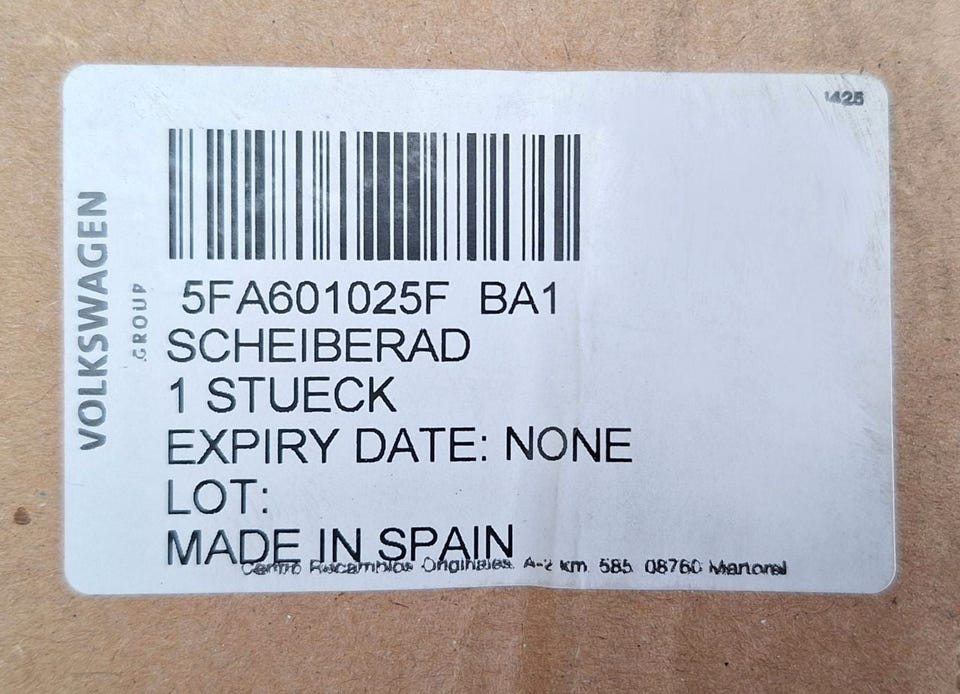 1425
VOLKSWAGEN
GROUP
5FA601025F BA1
SCHEIBERAD
1 STUECK
EXPIRY DATE: NONE
LOT:
MADE IN SPAIN
Centro Recambios Originales. A-2 km. 585 08760 Martorel